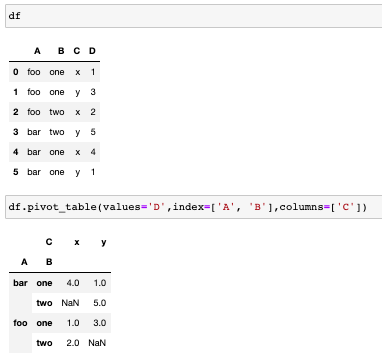 df
A B C D
0 foo one x 1
1 foo one y 3
2 foo two x 2
3 bar two y 5
4 bar one x 4
5 bar one y 1
df.pivot_table(values='D',index=['A', 'B'],columns=['C'])
C x y
A B
bar one 4.0 1.0
two NaN 5.0
foo one 1.0 3.0
two 2.0 NaN